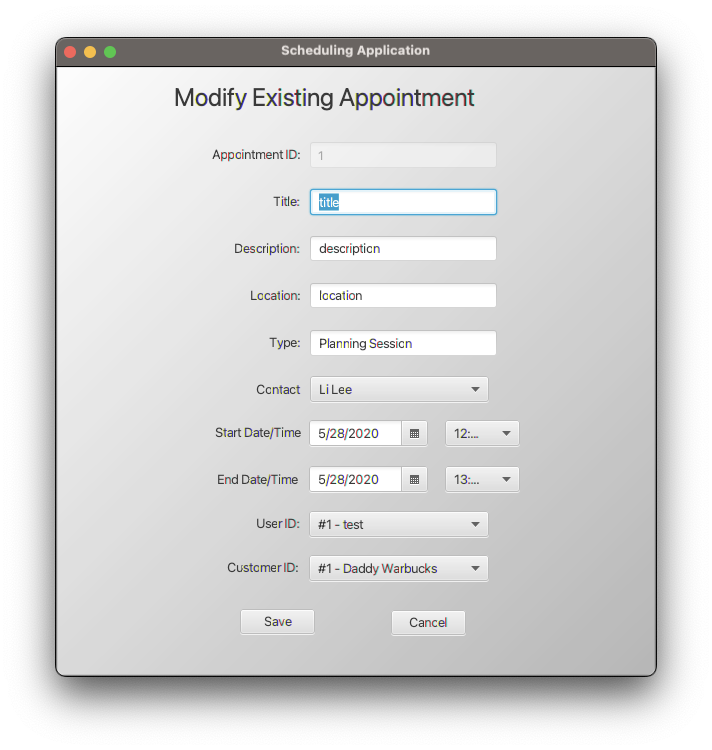 Scheduling Application
Modify Existing Appointment
Appointment ID: 1
Title: title
Description: description
Location: location
Type: Planning Session
Contact Li Lee
Start Date/Time 5/28/2020 12:...
End Date/Time 5/28/2020 13:...
User ID: #1 - test
Customer ID: #1 - Daddy Warbucks
Save Cancel